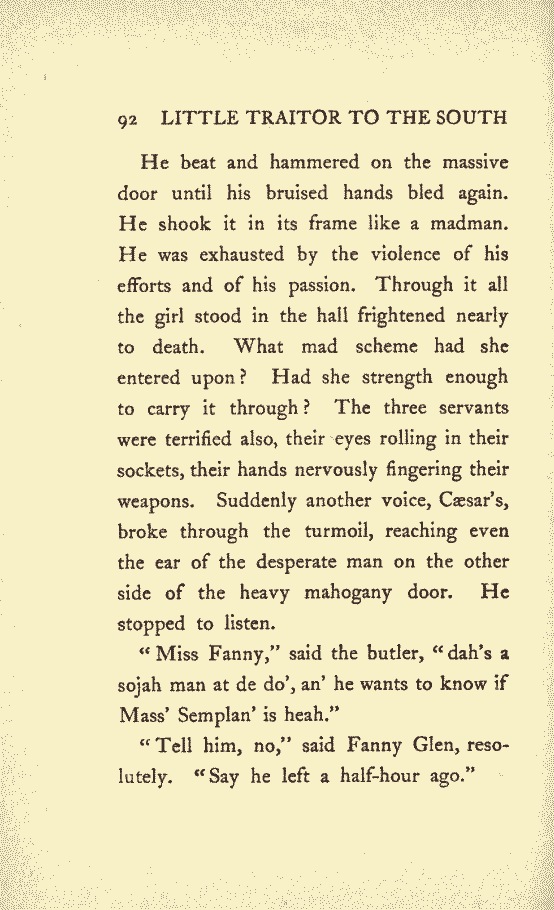 92 LITTLE TRAITOR TO THE SOUTH
He beat and hammered on the massive
door until his bruised hands bled again.
He shook it in its frame like a madman.
He was exhausted by the violence of his
efforts and of his passion. Through it all
the girl stood in the hall frightened nearly
to death. What mad scheme had she
entered upon? Had she strength enough
to carry it through? The three servants
were terrified also, their eyes rolling in their
sockets, their hands nervously fingering their
weapons. Suddenly another voice, Cæsar's,
broke through the turmoil, reaching even
the ear of the desperate man on the other
side of the heavy mahogany door. He
stopped to listen.
"Miss Fanny," said the butler, "dah's a
sojah man at de do', an' he wants to know if
Mass' Semplan' is heah."
"Tell him, no," said Fanny Glen, reso-
lutely. "Say he left a half-hour ago."